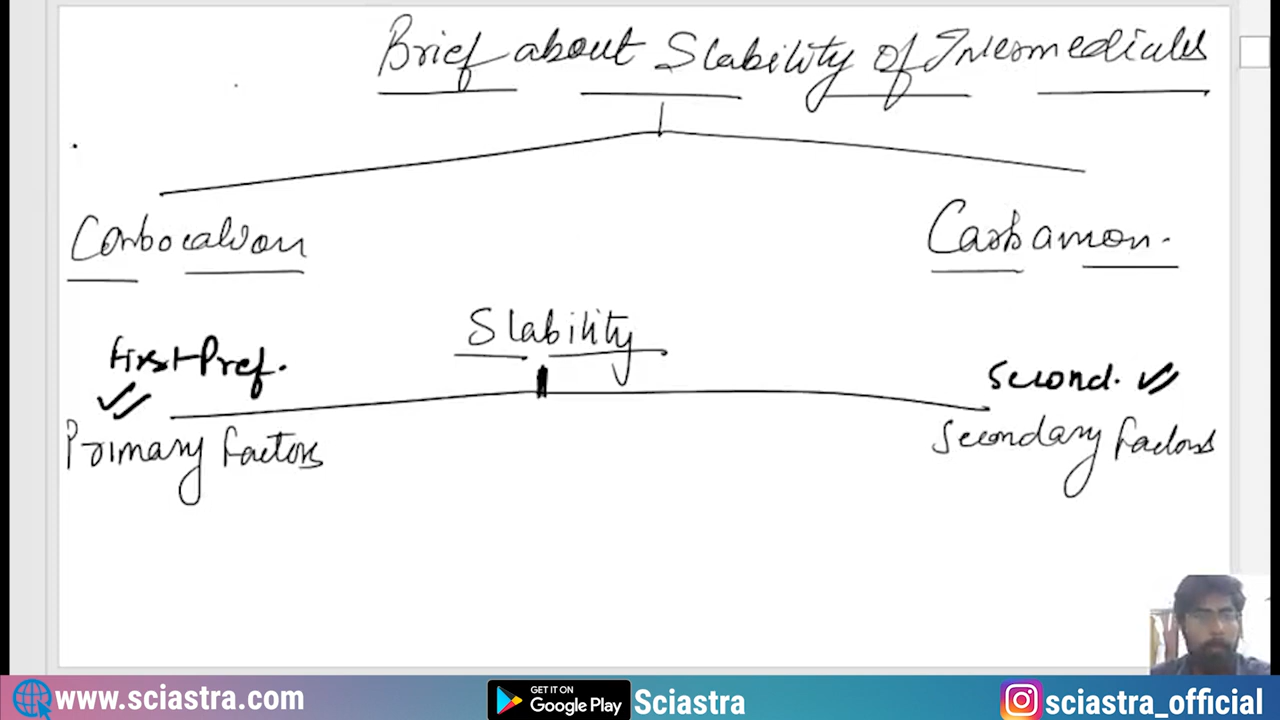 Brief about Stability of Intermediates
Carbocation
Carbanion.
Stability
First Pref.
Second.
Primary Factors
Secondary Factors
www.sciastra.com
GET IT ON
Google Play
Sciastra
sciastra_official